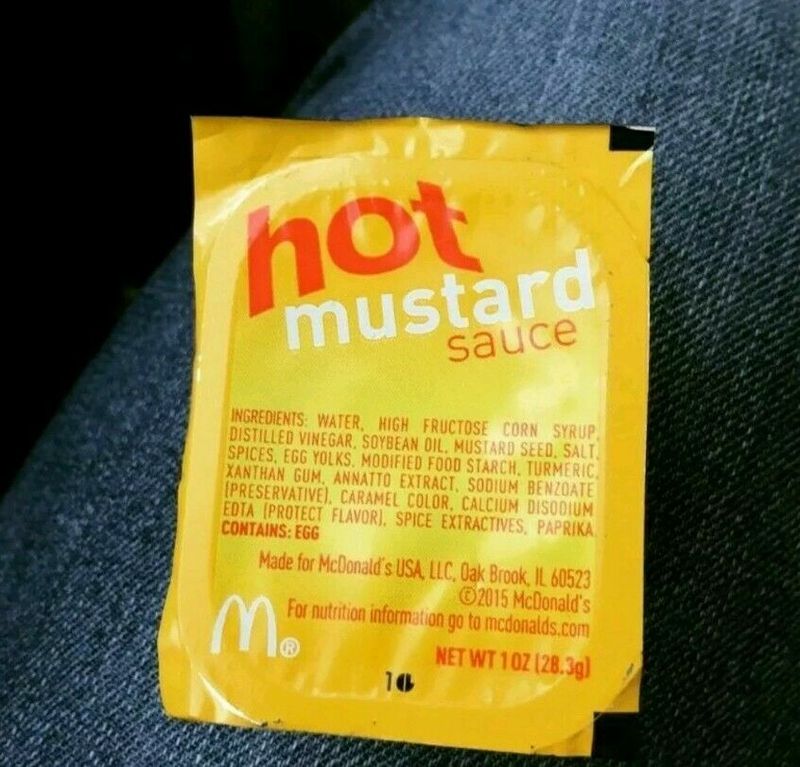 hot
mustard
sauce
INGREDIENTS: WATER, HIGH FRUCTOSE CORN SYRUP,
DISTILLED VINEGAR, SOYBEAN OIL, MUSTARD SEED, SALT,
SPICES, EGG YOLKS, MODIFIED FOOD STARCH, TURMERIC,
XANTHAN GUM, ANNATTO EXTRACT, SODIUM BENZOATE
(PRESERVATIVE), CARAMEL COLOR, CALCIUM DISODIUM
EDTA (PROTECT FLAVOR), SPICE EXTRACTIVES, PAPRIKA.
CONTAINS: EGG
Made for McDonald's USA, LLC, Oak Brook, IL 60523
©2015 McDonald's
For nutrition information go to mcdonalds.com
M®
NET WT 1 OZ (28.3g)
1